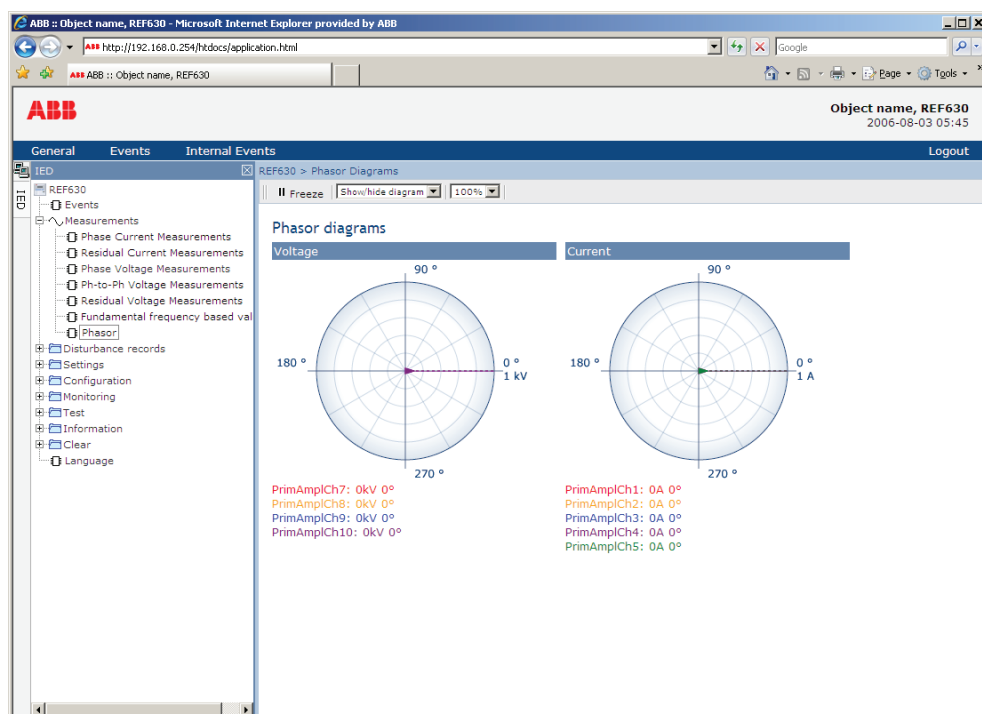 ABB :: Object name, REF630 - Microsoft Internet Explorer provided by ABB
ABB http://192.168.0.254/htdocs/application.html
Google
ABB ABB :: Object name, REF630
Page
Tools
»
ABB
Object name, REF630
2006-08-03 05:45
General Events Internal Events Logout
IED
IED
REF630 > Phasor Diagrams
Freeze Show/hide diagram 100%
REF630
Events
Measurements
Phase Current Measurements
Residual Current Measurements
Phase Voltage Measurements
Ph-to-Ph Voltage Measurements
Residual Voltage Measurements
Fundamental frequency based val
Phasor
Disturbance records
Settings
Configuration
Monitoring
Test
Information
Clear
Language
Phasor diagrams
Voltage
90 °
180 °
0 °
1 kV
270 °
PrimAmplCh7: 0kV 0°
PrimAmplCh8: 0kV 0°
PrimAmplCh9: 0kV 0°
PrimAmplCh10: 0kV 0°
Current
90 °
180 °
0 °
1 A
270 °
PrimAmplCh1: 0A 0°
PrimAmplCh2: 0A 0°
PrimAmplCh3: 0A 0°
PrimAmplCh4: 0A 0°
PrimAmplCh5: 0A 0°